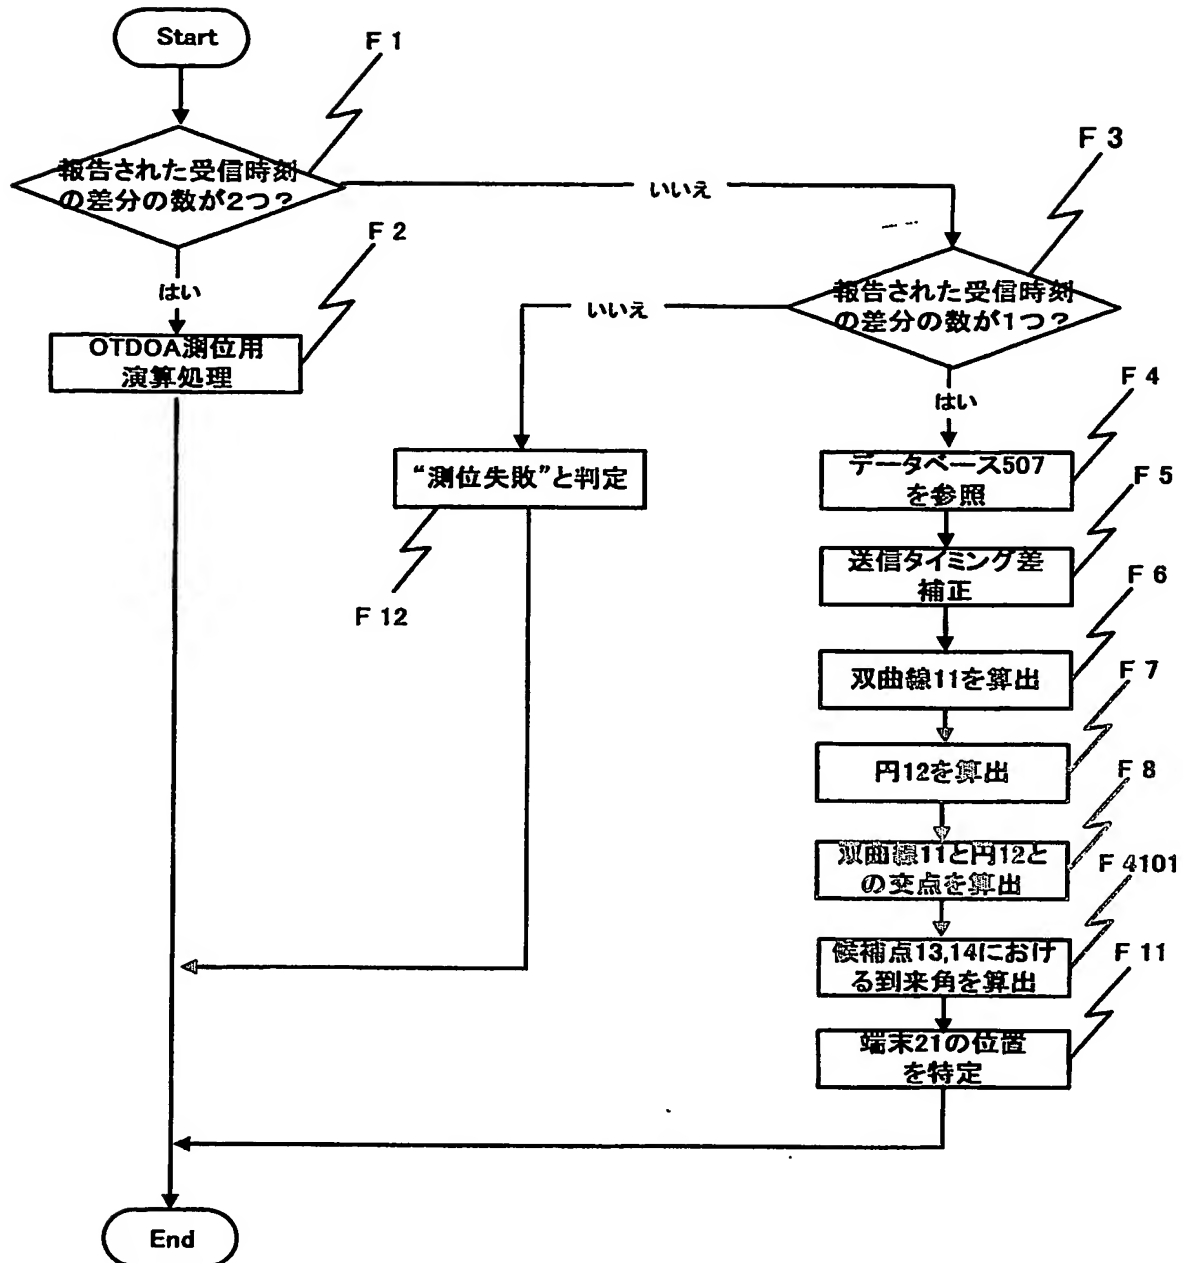 Start
F 1
報告された受信時刻
の差分の数が2つ?
いいえ
F 3
F 2
はい
報告された受信時刻
の差分の数が1つ?
いいえ
OTDOA測位用
演算処理
はい
F 4
"測位失敗"と判定
データベース507
を参照
F 5
送信タイミング差
補正
F 6
F 12
双曲線11を算出
F 7
円12を算出
F 8
双曲線11と円12と
の交点を算出
F 4101
候補点13,14におけ
る到来角を算出
F 11
端末21の位置
を特定
End